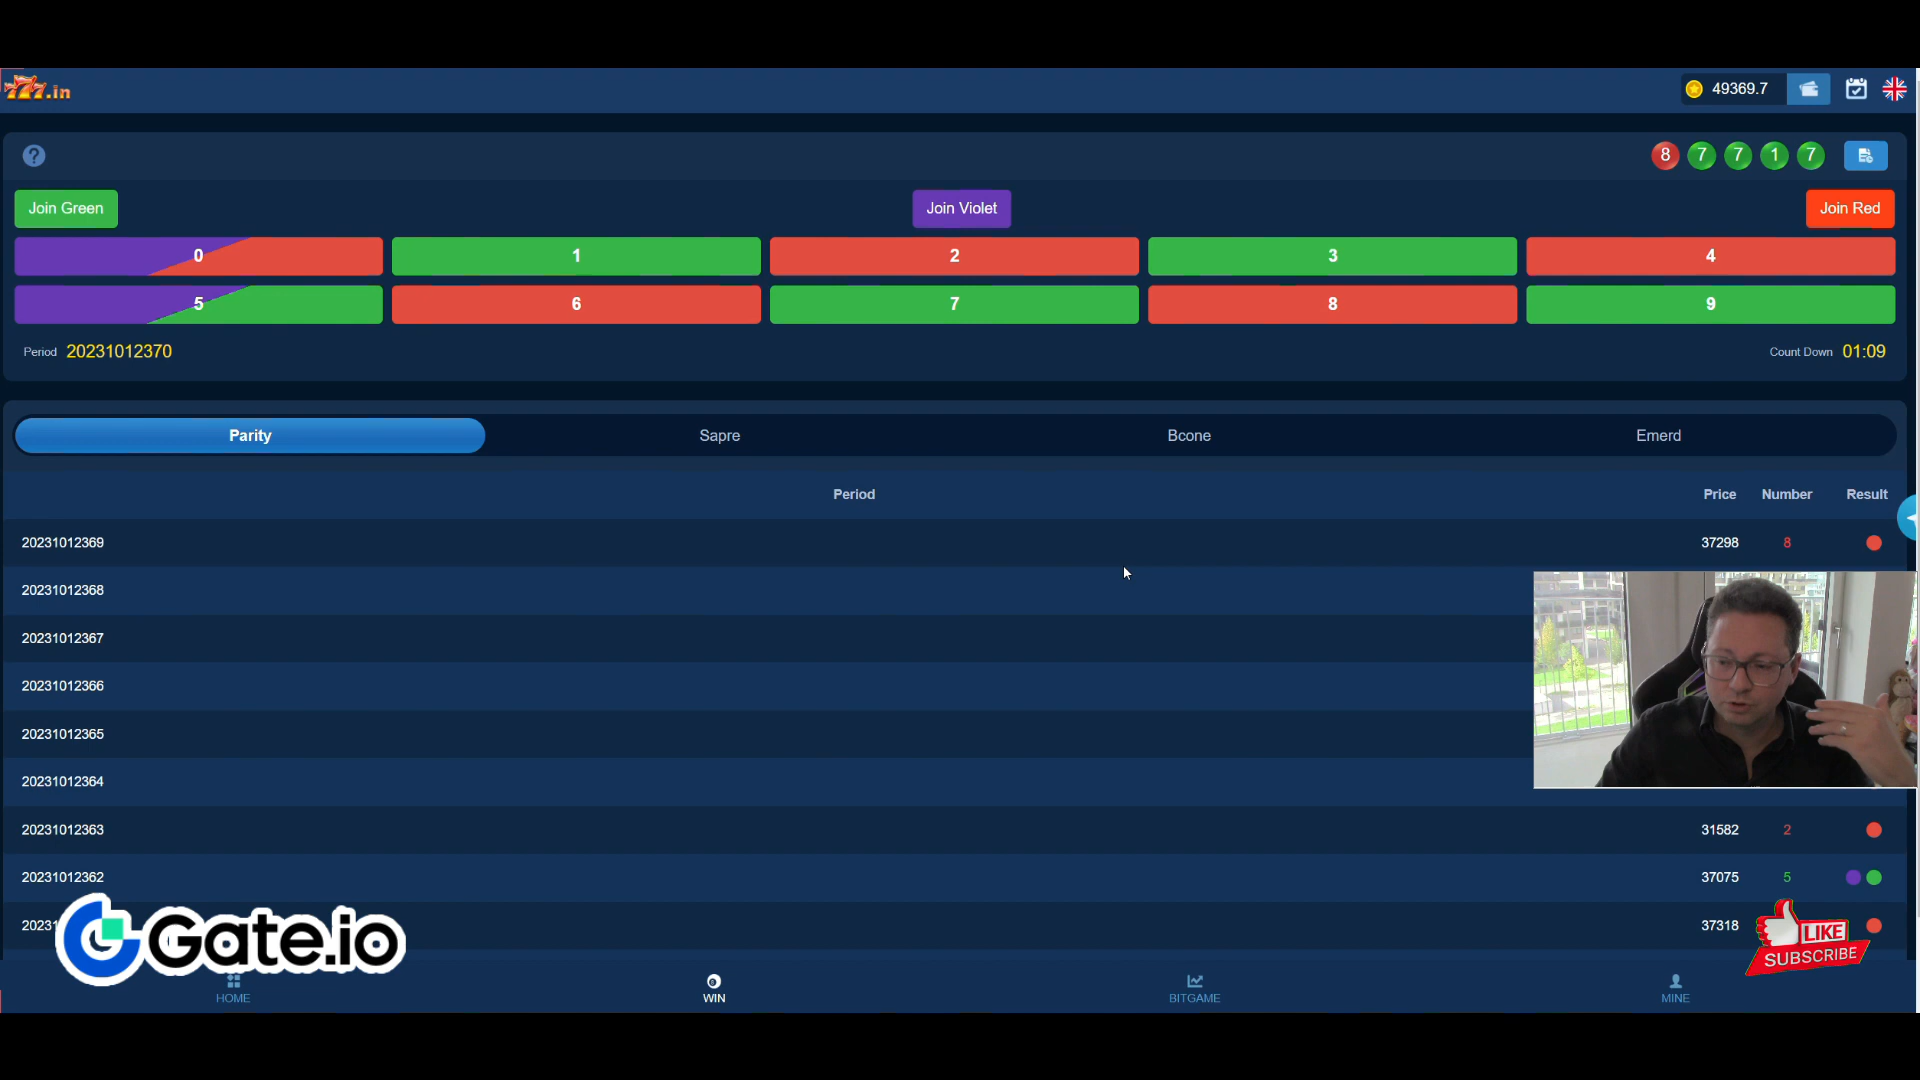 777.in
49369.7
8 7 7 1 7
Join Green
Join Violet
Join Red
0 1 2 3 4
5 6 7 8 9
Period 20231012370
Count Down 01:09
Parity Sapre Bcone Emerd
Period Price Number Result
20231012369 37298 8
20231012368
20231012367
20231012366
20231012365
20231012364
20231012363 31582 2
20231012362 37075 5
37318
Gate.io
LIKE
SUBSCRIBE
HOME WIN BITGAME MINE